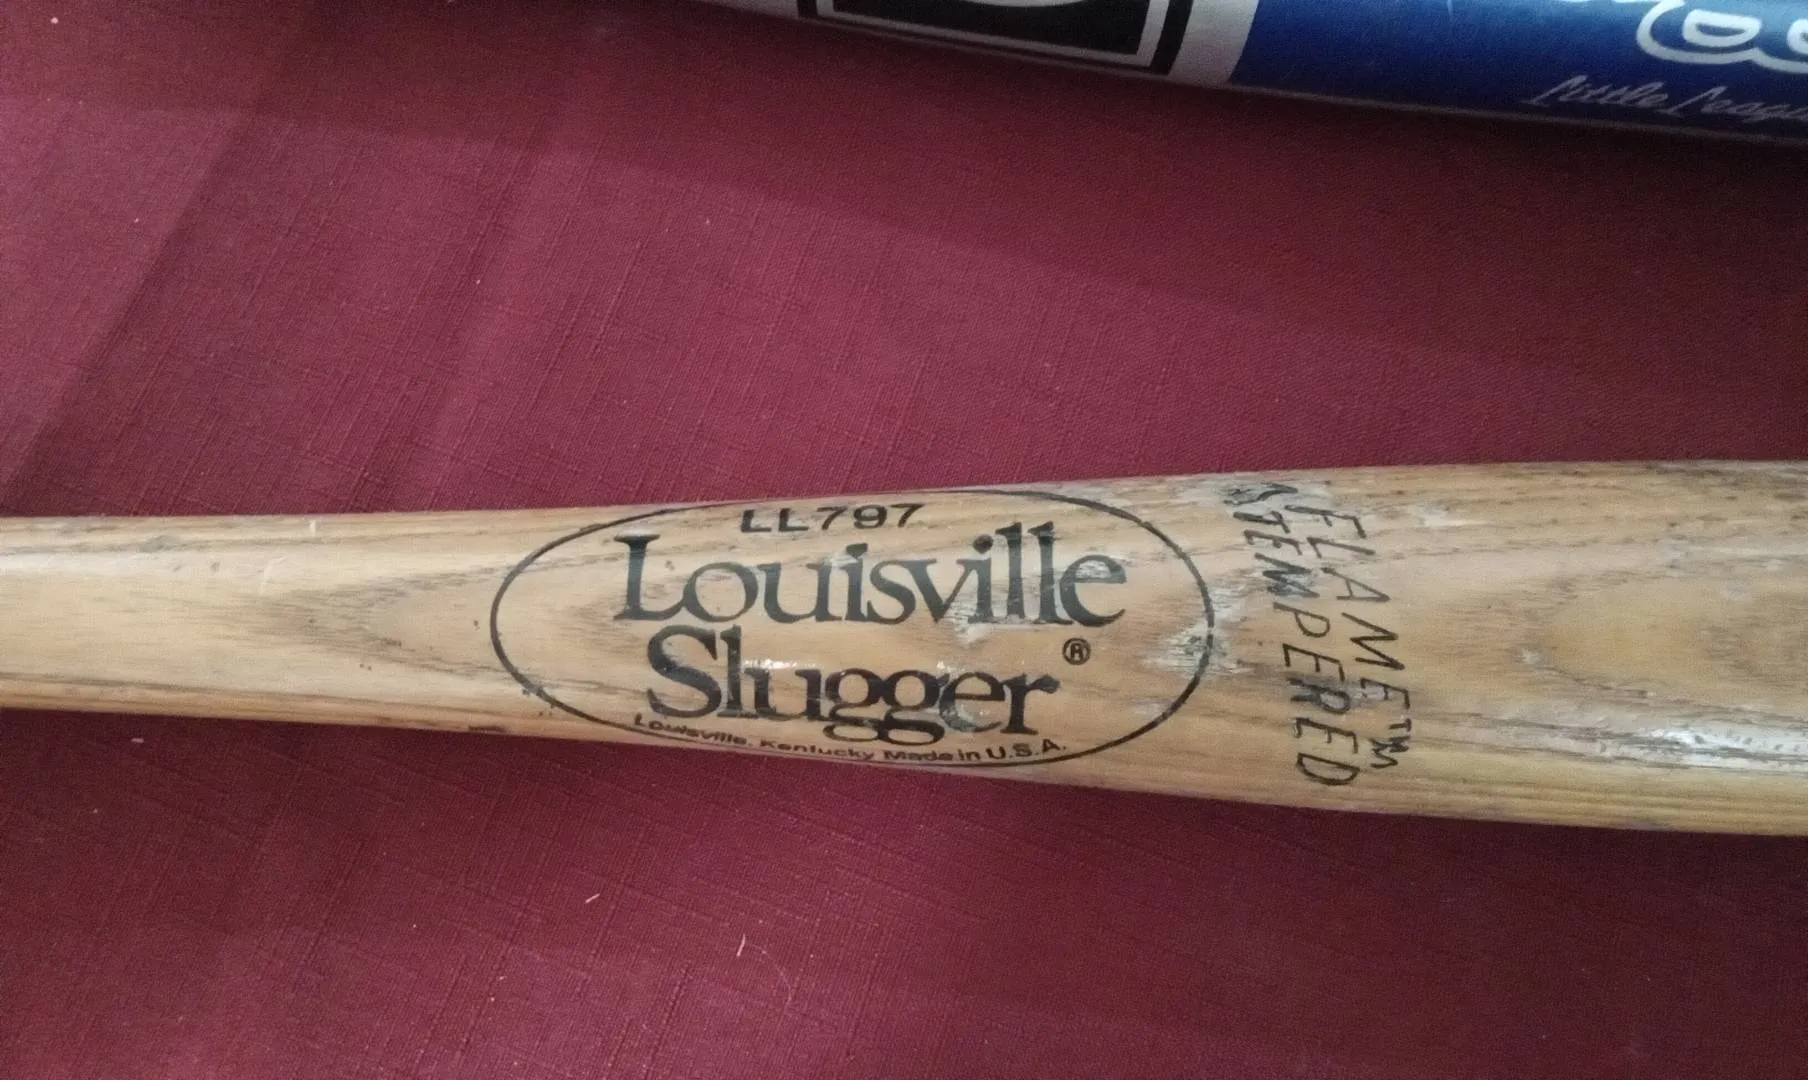 Little League
LL797
Louisville
Slugger®
Louisville, Kentucky Made in U.S.A.
FLAME™
TEMPERED